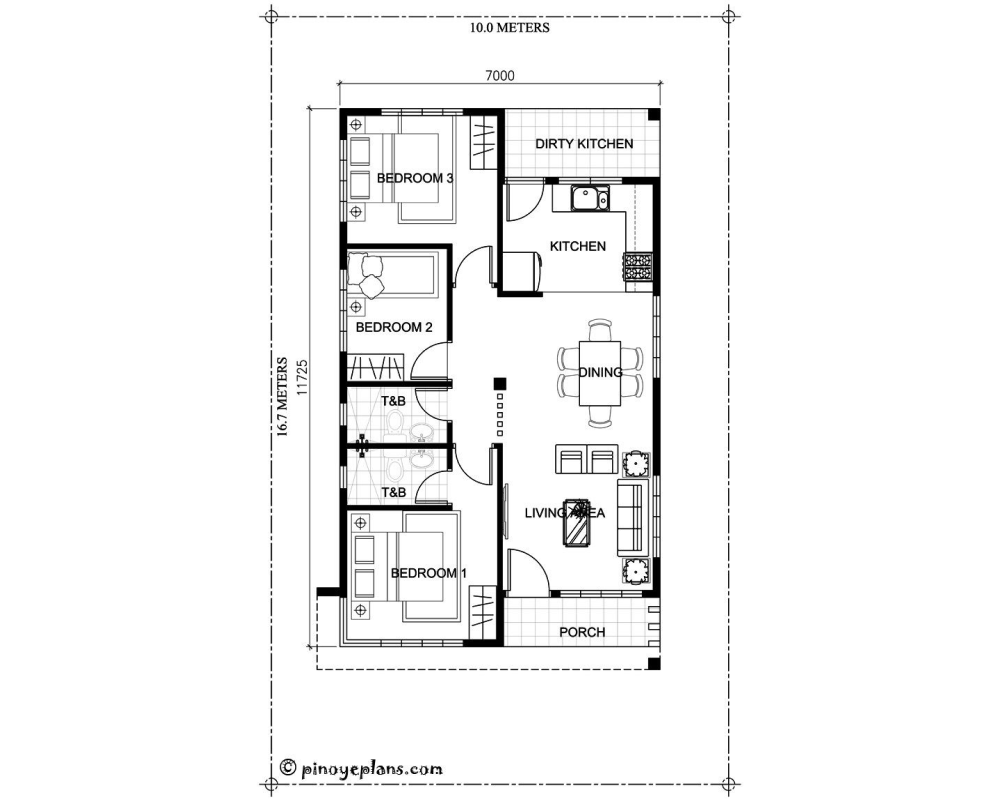 10.0 METERS
7000
DIRTY KITCHEN
BEDROOM 3
KITCHEN
BEDROOM 2
16.7 METERS
11725
DINING
T&B
T&B
LIVING AREA
BEDROOM 1
PORCH
© pinoyeplans.com